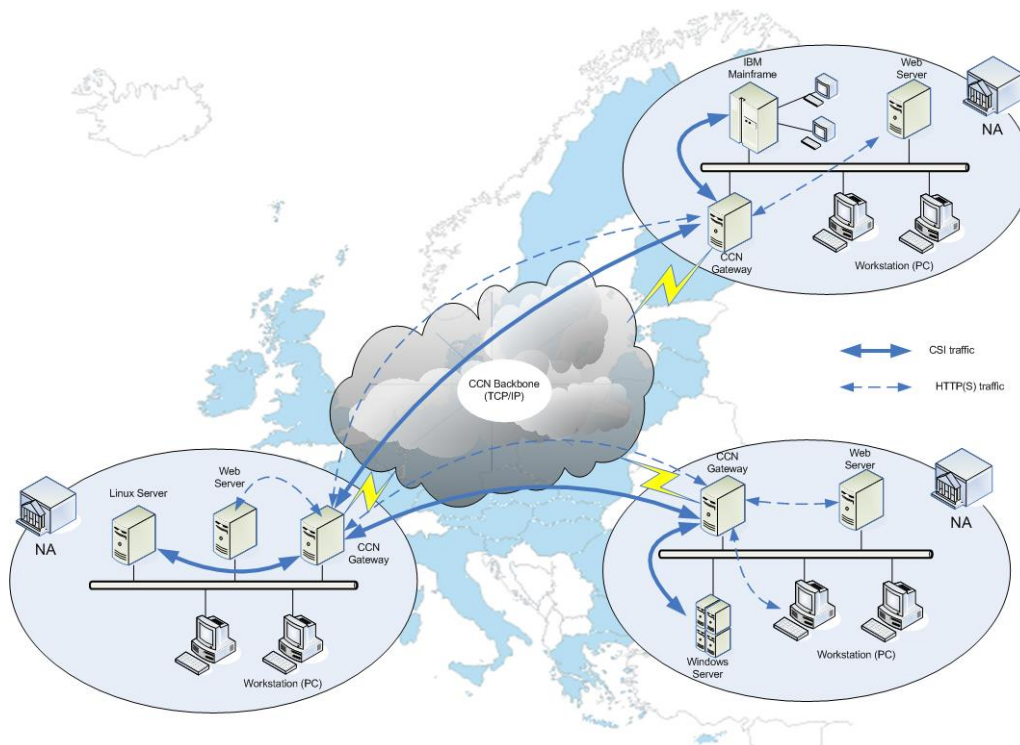 IBM
Mainframe
Web
Server
NA
CCN
Gateway
Workstation (PC)
CSI traffic
HTTP(S) traffic
CCN Backbone
(TCP/IP)
Linux Server
Web
Server
NA
CCN
Gateway
Workstation (PC)
CCN
Gateway
Web
Server
NA
Windows
Server
Workstation (PC)